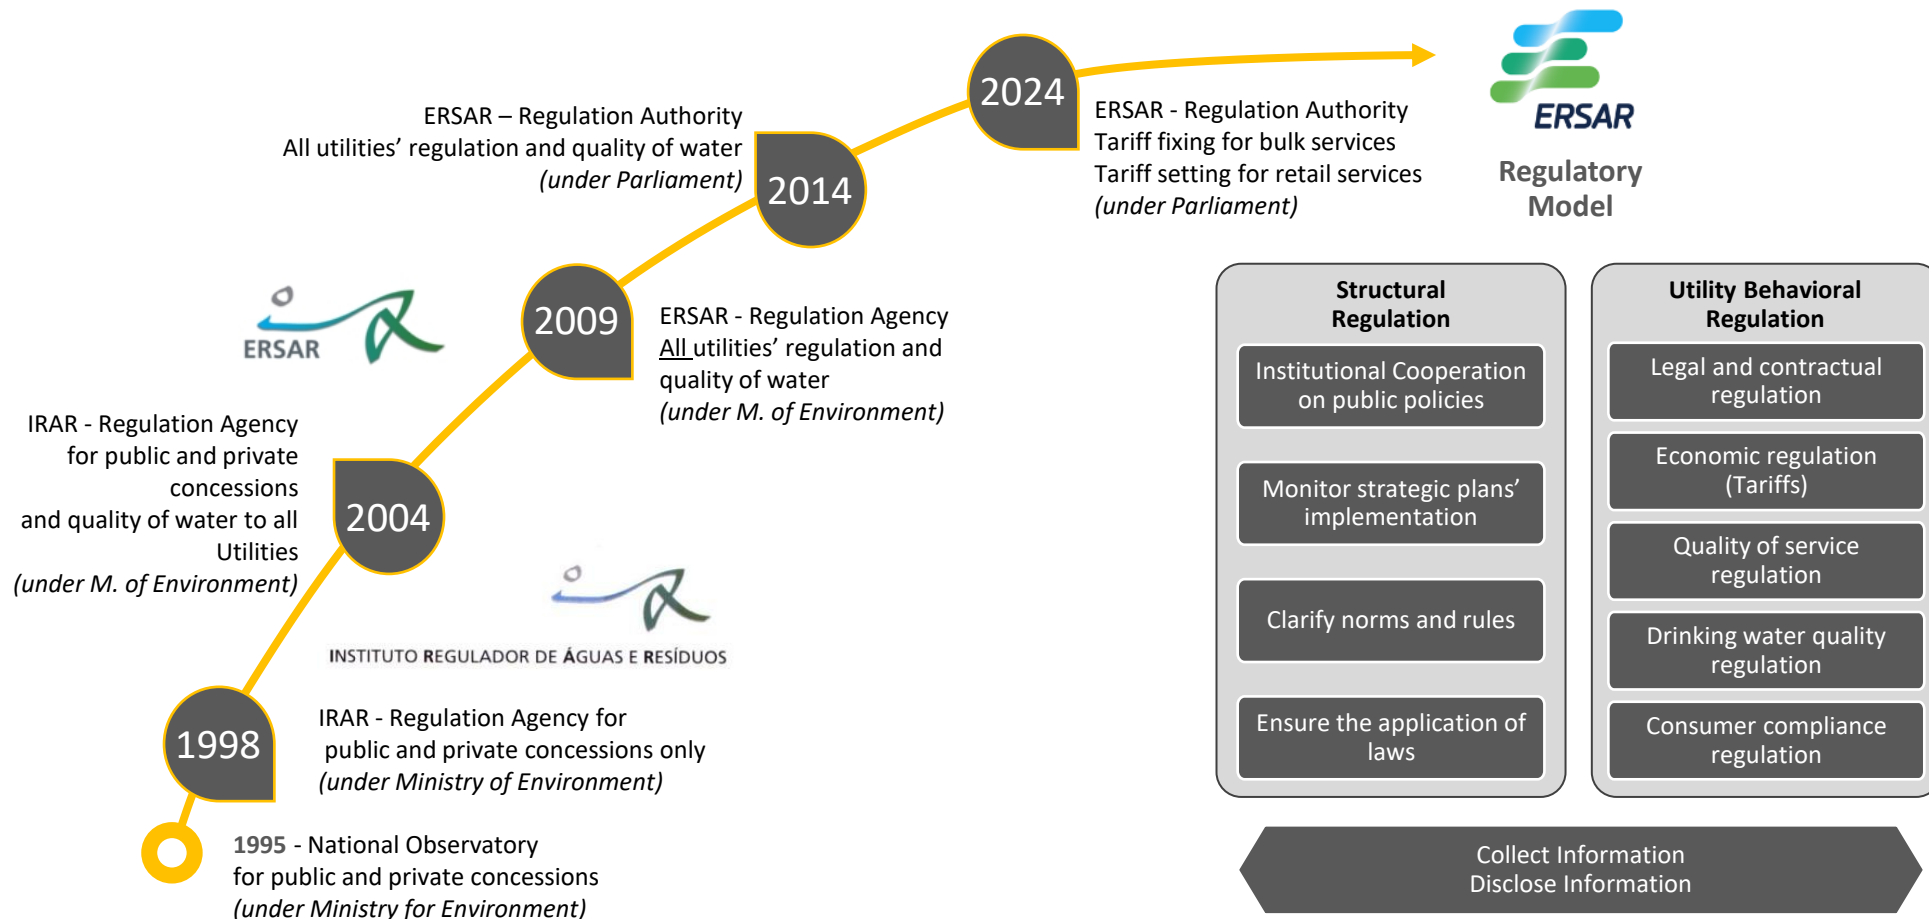 2024
ERSAR
Regulatory
Model
ERSAR - Regulation Authority
Tariff fixing for bulk services
Tariff setting for retail services
(under Parliament)
ERSAR – Regulation Authority
All utilities’ regulation and quality of water
(under Parliament)
2014
ERSAR
2009
ERSAR - Regulation Agency
All utilities’ regulation and
quality of water
(under M. of Environment)
IRAR - Regulation Agency
for public and private
concessions
and quality of water to all
Utilities
(under M. of Environment)
2004
INSTITUTO REGULADOR DE ÁGUAS E RESÍDUOS
1998
IRAR - Regulation Agency for
public and private concessions only
(under Ministry of Environment)
1995 - National Observatory
for public and private concessions
(under Ministry for Environment)
Structural
Regulation
Institutional Cooperation
on public policies
Monitor strategic plans’
implementation
Clarify norms and rules
Ensure the application of
laws
Utility Behavioral
Regulation
Legal and contractual
regulation
Economic regulation
(Tariffs)
Quality of service
regulation
Drinking water quality
regulation
Consumer compliance
regulation
Collect Information
Disclose Information